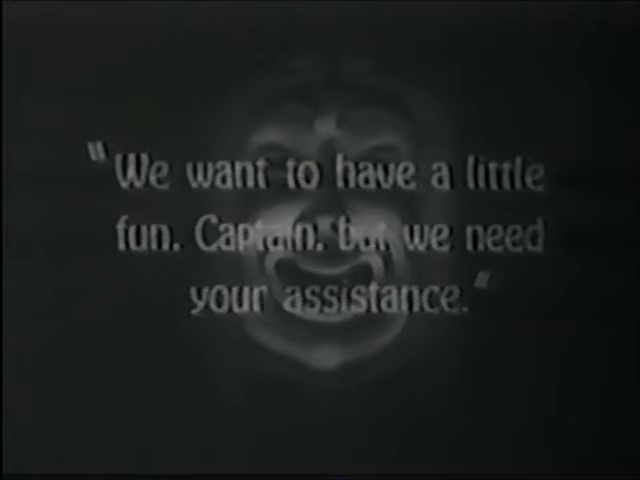 "We want to have a little
fun, Captain, but we need
your assistance."